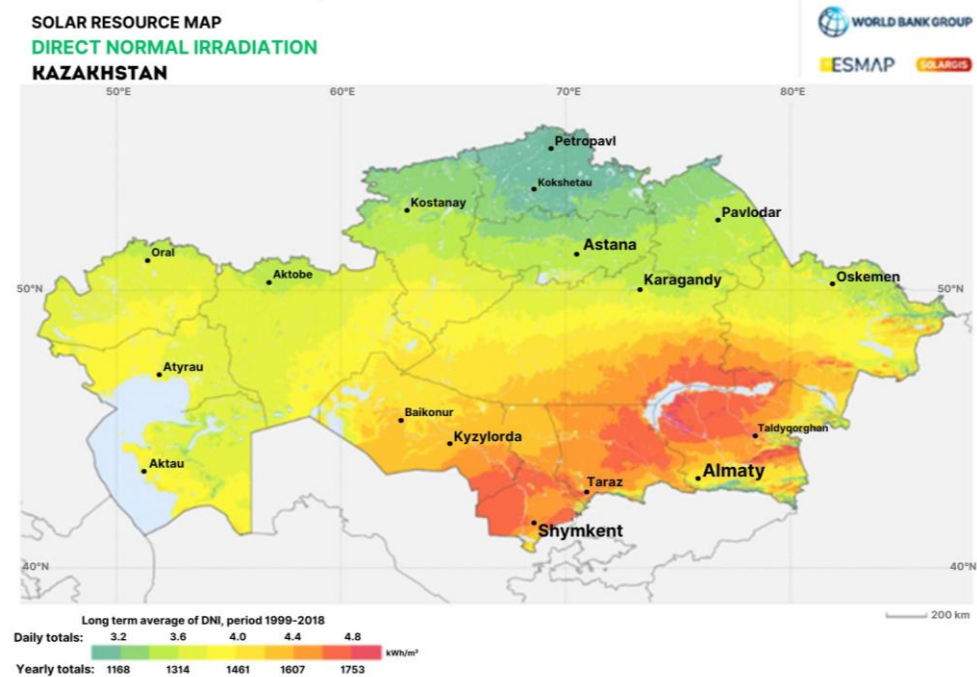 SOLAR RESOURCE MAP
DIRECT NORMAL IRRADIATION
KAZAKHSTAN
WORLD BANK GROUP
ESMAP
SOLARGIS
50°E
60°E
70°E
80°E
Petropavl
Kokshetau
Kostanay
Pavlodar
Astana
Oral
Aktobe
Karagandy
Oskemen
50°N
50°N
Atyrau
Baikonur
Taldyqorghan
Kyzylorda
Aktau
Almaty
Taraz
Shymkent
40°N
40°N
200 km
Long term average of DNI, period 1999-2018
Daily totals: 3.2 3.6 4.0 4.4 4.8
kWh/m²
Yearly totals: 1168 1314 1461 1607 1753